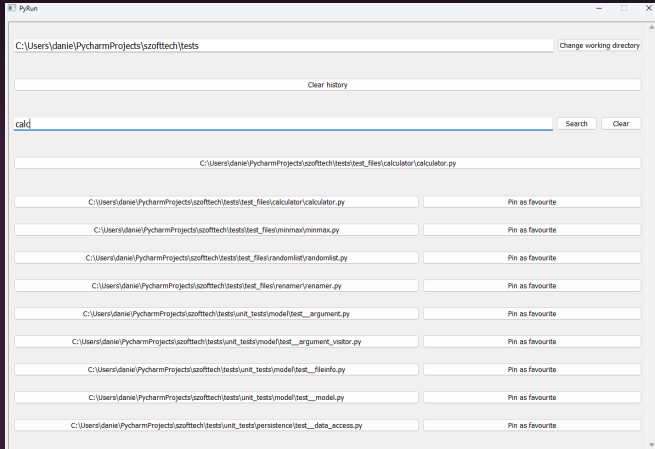 PyRun
C:\Users\danie\PycharmProjects\szofttech\tests
Change working directory
Clear history
calc
Search
Clear
C:\Users\danie\PycharmProjects\szofttech\tests\test_files\calculator\calculator.py
C:\Users\danie\PycharmProjects\szofttech\tests\test_files\calculator\calculator.py
Pin as favourite
C:\Users\danie\PycharmProjects\szofttech\tests\test_files\minmax\minmax.py
Pin as favourite
C:\Users\danie\PycharmProjects\szofttech\tests\test_files\randomlist\randomlist.py
Pin as favourite
C:\Users\danie\PycharmProjects\szofttech\tests\test_files\renamer\renamer.py
Pin as favourite
C:\Users\danie\PycharmProjects\szofttech\tests\unit_tests\model\test__argument.py
Pin as favourite
C:\Users\danie\PycharmProjects\szofttech\tests\unit_tests\model\test__argument_visitor.py
Pin as favourite
C:\Users\danie\PycharmProjects\szofttech\tests\unit_tests\model\test__fileinfo.py
Pin as favourite
C:\Users\danie\PycharmProjects\szofttech\tests\unit_tests\model\test__model.py
Pin as favourite
C:\Users\danie\PycharmProjects\szofttech\tests\unit_tests\persistence\test__data_access.py
Pin as favourite